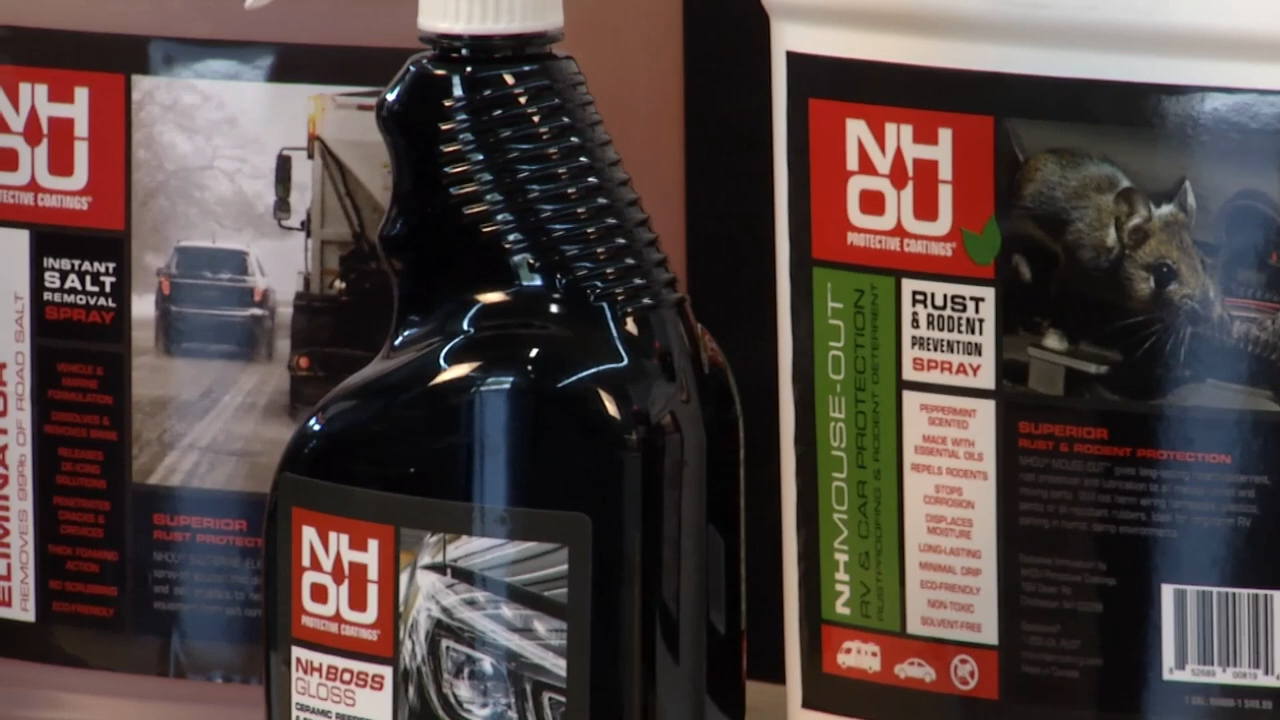 NH
OU
PROTECTIVE COATINGS
INSTANT
SALT
REMOVAL
SPRAY
REMOVES 99% OF ROAD SALT
VEHICLE &
MARINE
FORMULATION
DISSOLVES &
REMOVES BRINE
RELEASES
DE-ICING
SOLUTIONS
PENETRATES
CRACKS &
CREVICES
THICK FOAMING
ACTION
NO SCRUBBING
ECO-FRIENDLY
SUPERIOR
RUST PROTECT
NH
OU
PROTECTIVE COATINGS
NHBOSS
GLOSS
NH
OU
PROTECTIVE COATINGS
NHMOUSE-OUT™
RV & CAR PROTECTION
RUSTPROOFING & RODENT DETERRENT
RUST
& RODENT
PREVENTION
SPRAY
PEPPERMINT
SCENTED
MADE WITH
ESSENTIAL OILS
REPELS RODENTS
STOPS
CORROSION
DISPLACES
MOISTURE
LONG-LASTING
MINIMAL DRIP
ECO-FRIENDLY
NON-TOXIC
SOLVENT-FREE
SUPERIOR
RUST & RODENT PROTECTION